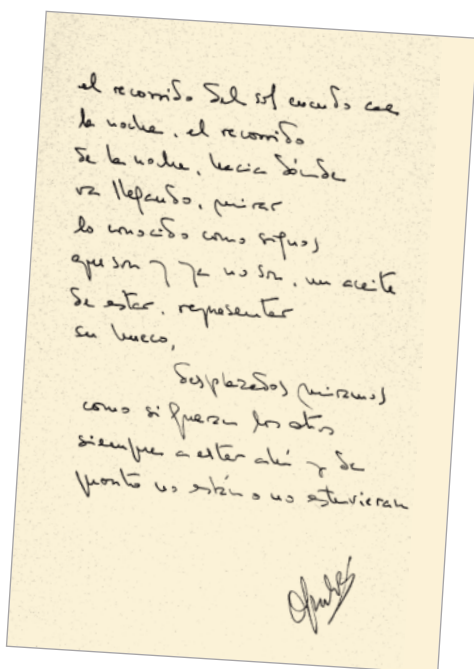 el recorrido del sol cuando cae
la noche, el recorrido
de la noche, hacia dónde
va llegando, mirar
lo conocido como signos
que son y ya no son, un aceite
de estar, representar
su hueco,
desplazados miramos
como si fueran los otros
siempre a estar ahí y de
pronto no están o no estuvieran